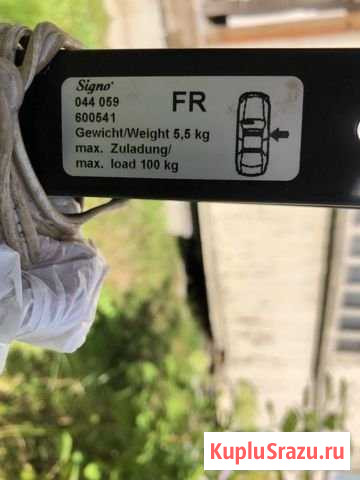 Signo®
044 059
600541
FR
Gewicht/Weight 5,5 kg
max. Zuladung/
max. load 100 kg
KupluSrazu.ru